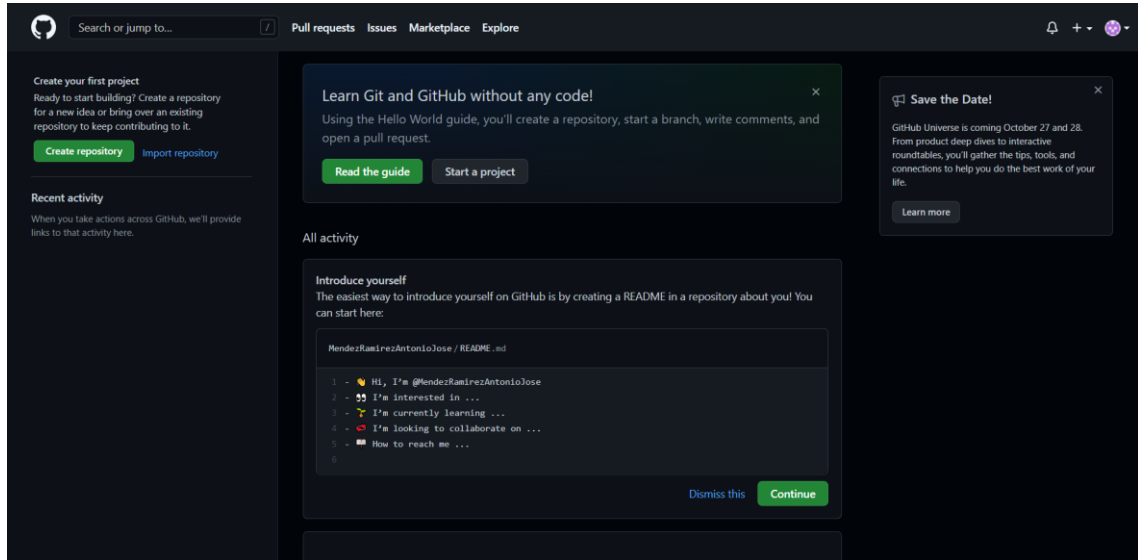 Search or jump to...
/
Pull requests Issues Marketplace Explore
Create your first project
Ready to start building? Create a repository
for a new idea or bring over an existing
repository to keep contributing to it.
Create repository Import repository
Recent activity
When you take actions across GitHub, we'll provide
links to that activity here.
Learn Git and GitHub without any code!
Using the Hello World guide, you'll create a repository, start a branch, write comments, and
open a pull request.
Read the guide Start a project
All activity
Introduce yourself
The easiest way to introduce yourself on GitHub is by creating a README in a repository about you! You
can start here:
MendezRamirezAntonioJose/README.md
1 - 👋 Hi, I'm @MendezRamirezAntonioJose
2 - 👀 I'm interested in ...
3 - 🌱 I'm currently learning ...
4 - 💞️ I'm looking to collaborate on ...
5 - 📫 How to reach me ...
6
Dismiss this Continue
Save the Date!
GitHub Universe is coming October 27 and 28.
From product deep dives to interactive
roundtables, you'll gather the tips, tools, and
connections to help you do the best work of your
life.
Learn more